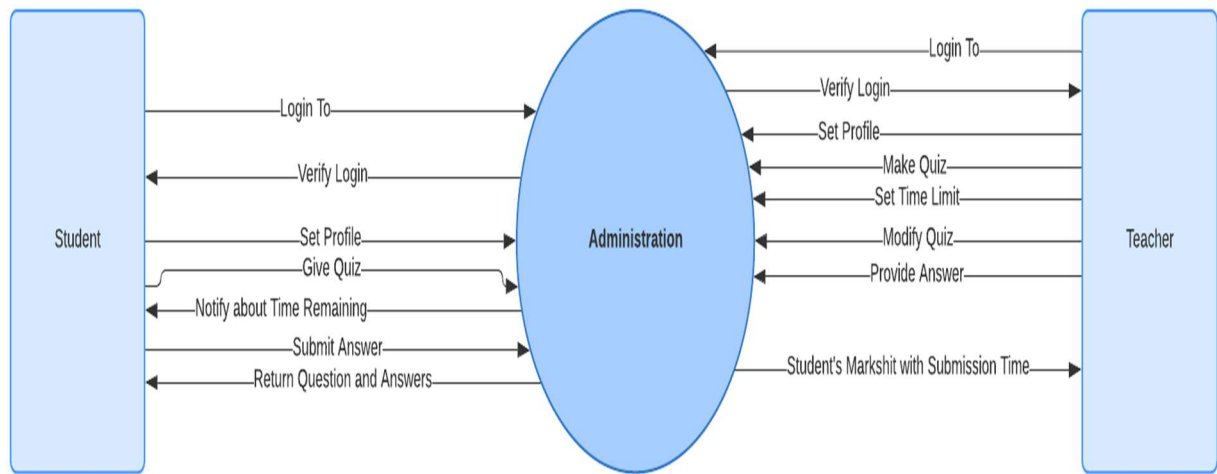 Login To
Verify Login
Student
Set Profile
Give Quiz
Notify about Time Remaining
Submit Answer
Return Question and Answers
Administration
Login To
Verify Login
Set Profile
Make Quiz
Set Time Limit
Modify Quiz
Provide Answer
Student's Markshit with Submission Time
Teacher